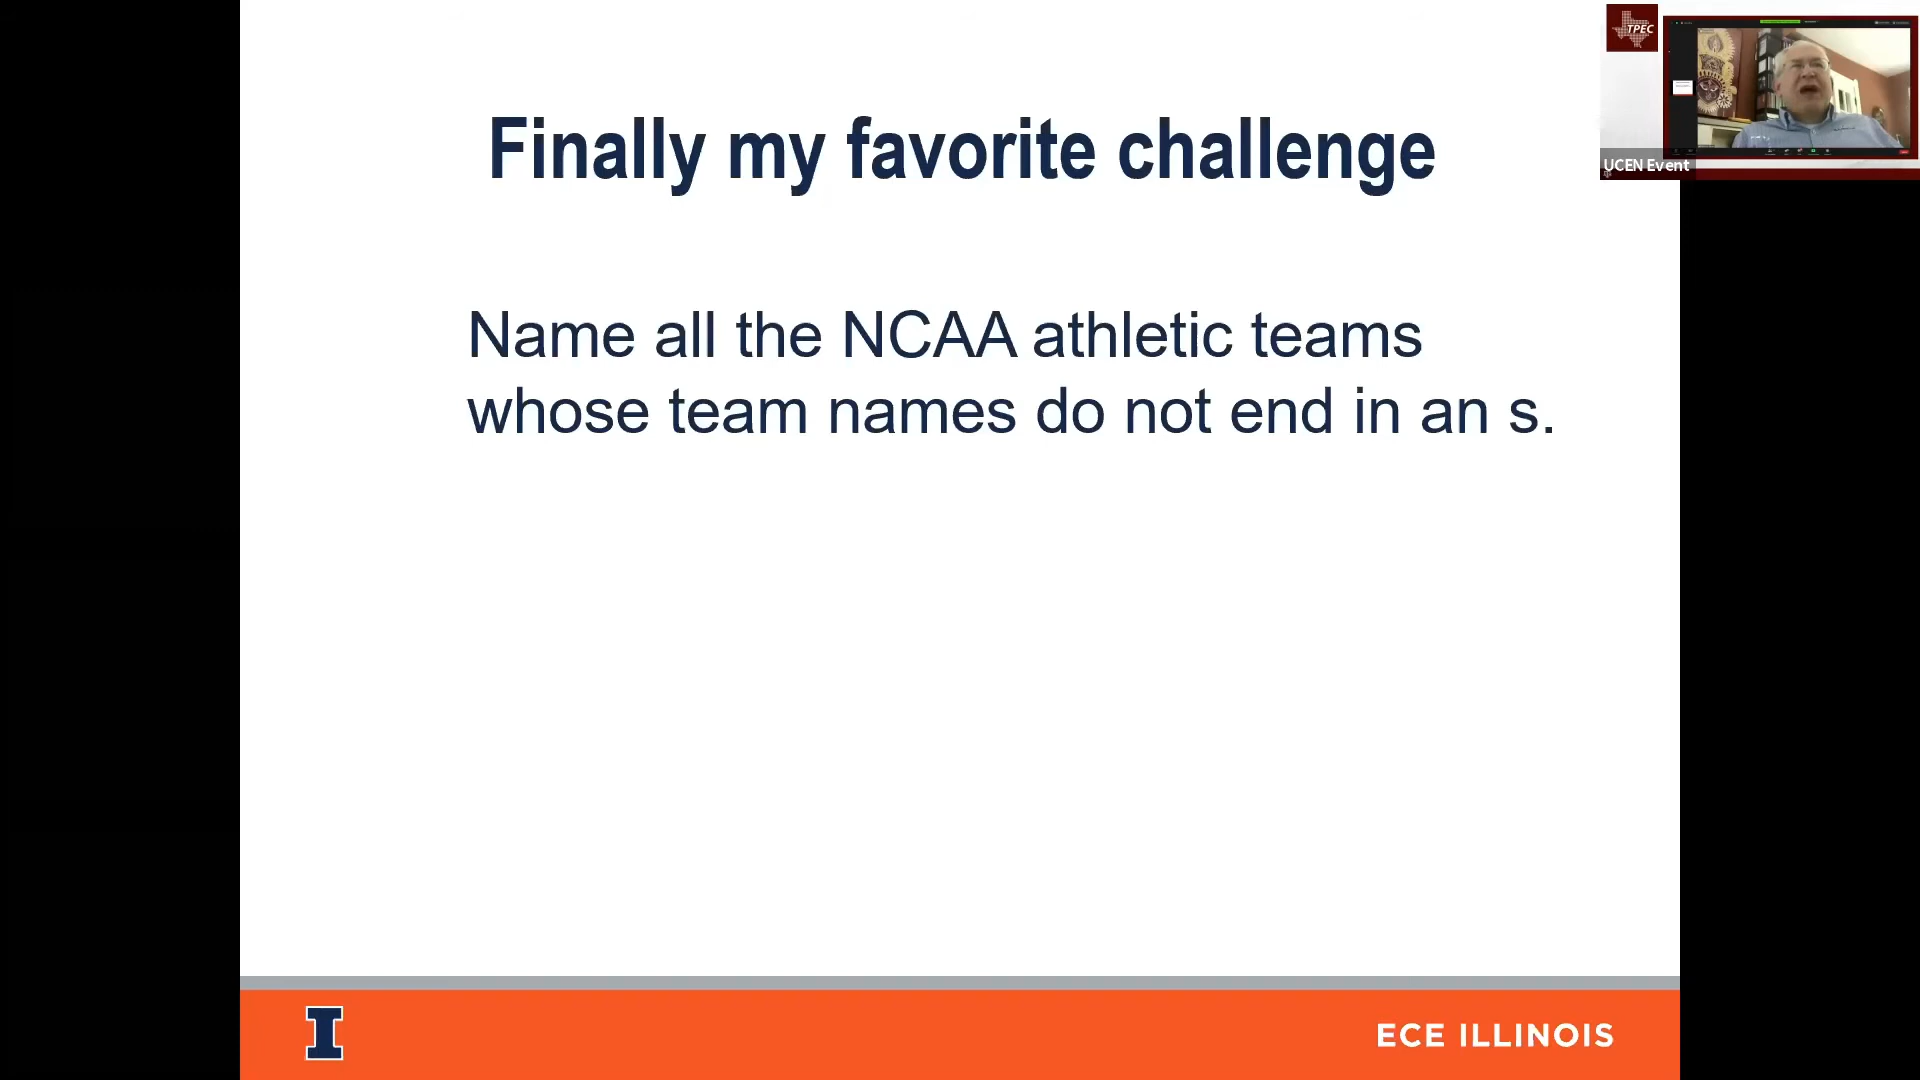 Finally my favorite challenge
Name all the NCAA athletic teams
whose team names do not end in an s.
TPEC
UCEN Event
I
ECE ILLINOIS